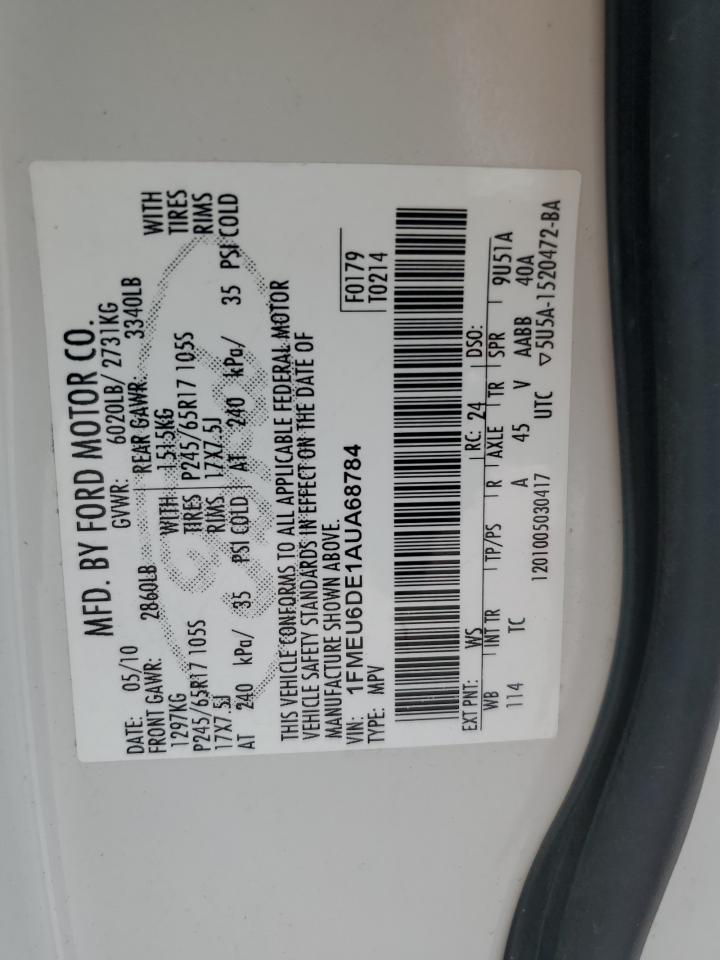 MFD. BY FORD MOTOR CO.
DATE: 05/10 GVWR: 6020LB/ 2731KG
FRONT GAWR: 2860LB REAR GAWR: 3340LB
1297KG WITH 1515KG WITH
P245/65R17 105S TIRES P245/65R17 105S TIRES
17X7.5J RIMS 17X7.5J RIMS
AT 240 kPa/ 35 PSI COLD AT 240 kPa/ 35 PSI COLD
THIS VEHICLE CONFORMS TO ALL APPLICABLE FEDERAL MOTOR
VEHICLE SAFETY STANDARDS IN EFFECT ON THE DATE OF
MANUFACTURE SHOWN ABOVE.
VIN: 1FMEU6DE1AUA68784 F0179
TYPE: MPV T0214
EXT PNT: WS RC: 24 DSO:
WB INT TR TP/PS R AXLE TR SPR 9U51A
114 TC A 45 V AABB 40A
1201005030417 UTC ▽5U5A-1520472-BA